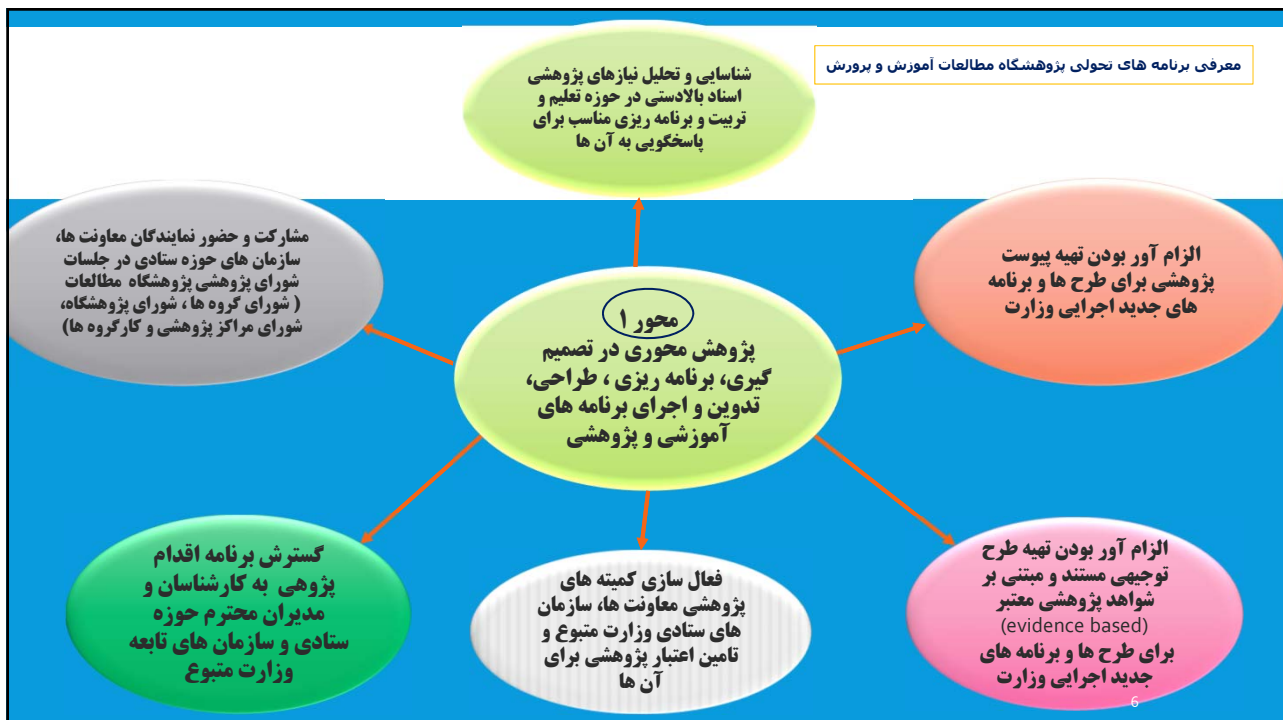 معرفی برنامه های تحولی پژوهشگاه مطالعات آموزش و پرورش
شناسایی و تحلیل نیازهای پژوهشی
اسناد بالادستی در حوزه تعلیم و
تربیت و برنامه ریزی مناسب برای
پاسخگویی به آن ها
الزام آور بودن تهیه پیوست
پژوهشی برای طرح ها و برنامه
های جدید اجرایی وزارت
مشارکت و حضور نمایندگان معاونت ها،
سازمان های حوزه ستادی در جلسات
شورای پژوهشی پژوهشگاه مطالعات
( شورای گروه ها ، شورای پژوهشگاه،
شورای مراکز پژوهشی و کارگروه ها)
محور ۱
پژوهش محوری در تصمیم
گیری، برنامه ریزی ، طراحی،
تدوین و اجرای برنامه های
آموزشی و پژوهشی
الزام آور بودن تهیه طرح
توجیهی مستند و مبتنی بر
شواهد پژوهشی معتبر
(evidence based)
برای طرح ها و برنامه های
جدید اجرایی وزارت
فعال سازی کمیته های
پژوهشی معاونت ها، سازمان
های ستادی وزارت متبوع و
تامین اعتبار پژوهشی برای
آن ها
گسترش برنامه اقدام
پژوهی به کارشناسان و
مدیران محترم حوزه
ستادی و سازمان های تابعه
وزارت متبوع
6